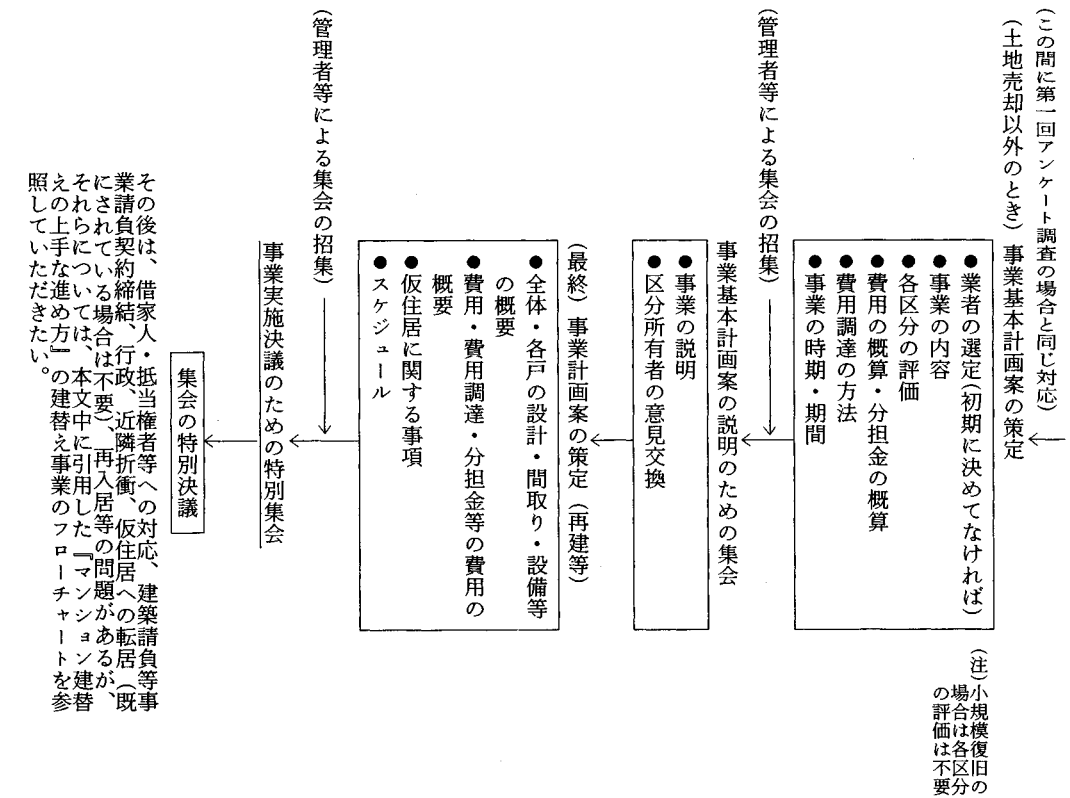 （この間に第一回アンケート調査の場合と同じ対応）
（土地売却以外のとき）事業基本計画案の策定
●業者の選定（初期に決めてなければ）
●事業の内容
●各区分の評価
●費用の概算・分担金の概算
●費用調達の方法
●事業の時期・期間
（注）小規模復旧の
場合は各区分
の評価は不要
（管理者等による集会の招集）
事業基本計画案の説明のための集会
●事業の説明
●区分所有者の意見交換
（最終）事業計画案の策定（再建等）
●全体・各戸の設計・間取り・設備等
の概要
●費用・費用調達・分担金等の費用の
概要
●仮住居に関する事項
●スケジュール
（管理者等による集会の招集）
事業実施決議のための特別集会
集会の特別決議
その後は、借家人・抵当権者等への対応、建築請負等事
業請負契約締結、行政、近隣折衝、仮住居への転居（既
にされている場合は不要）、再入居等の問題があるが、
それらについては、本文中に引用した『マンション建替
えの上手な進め方』の建替え事業のフローチャートを参
照していただきたい。